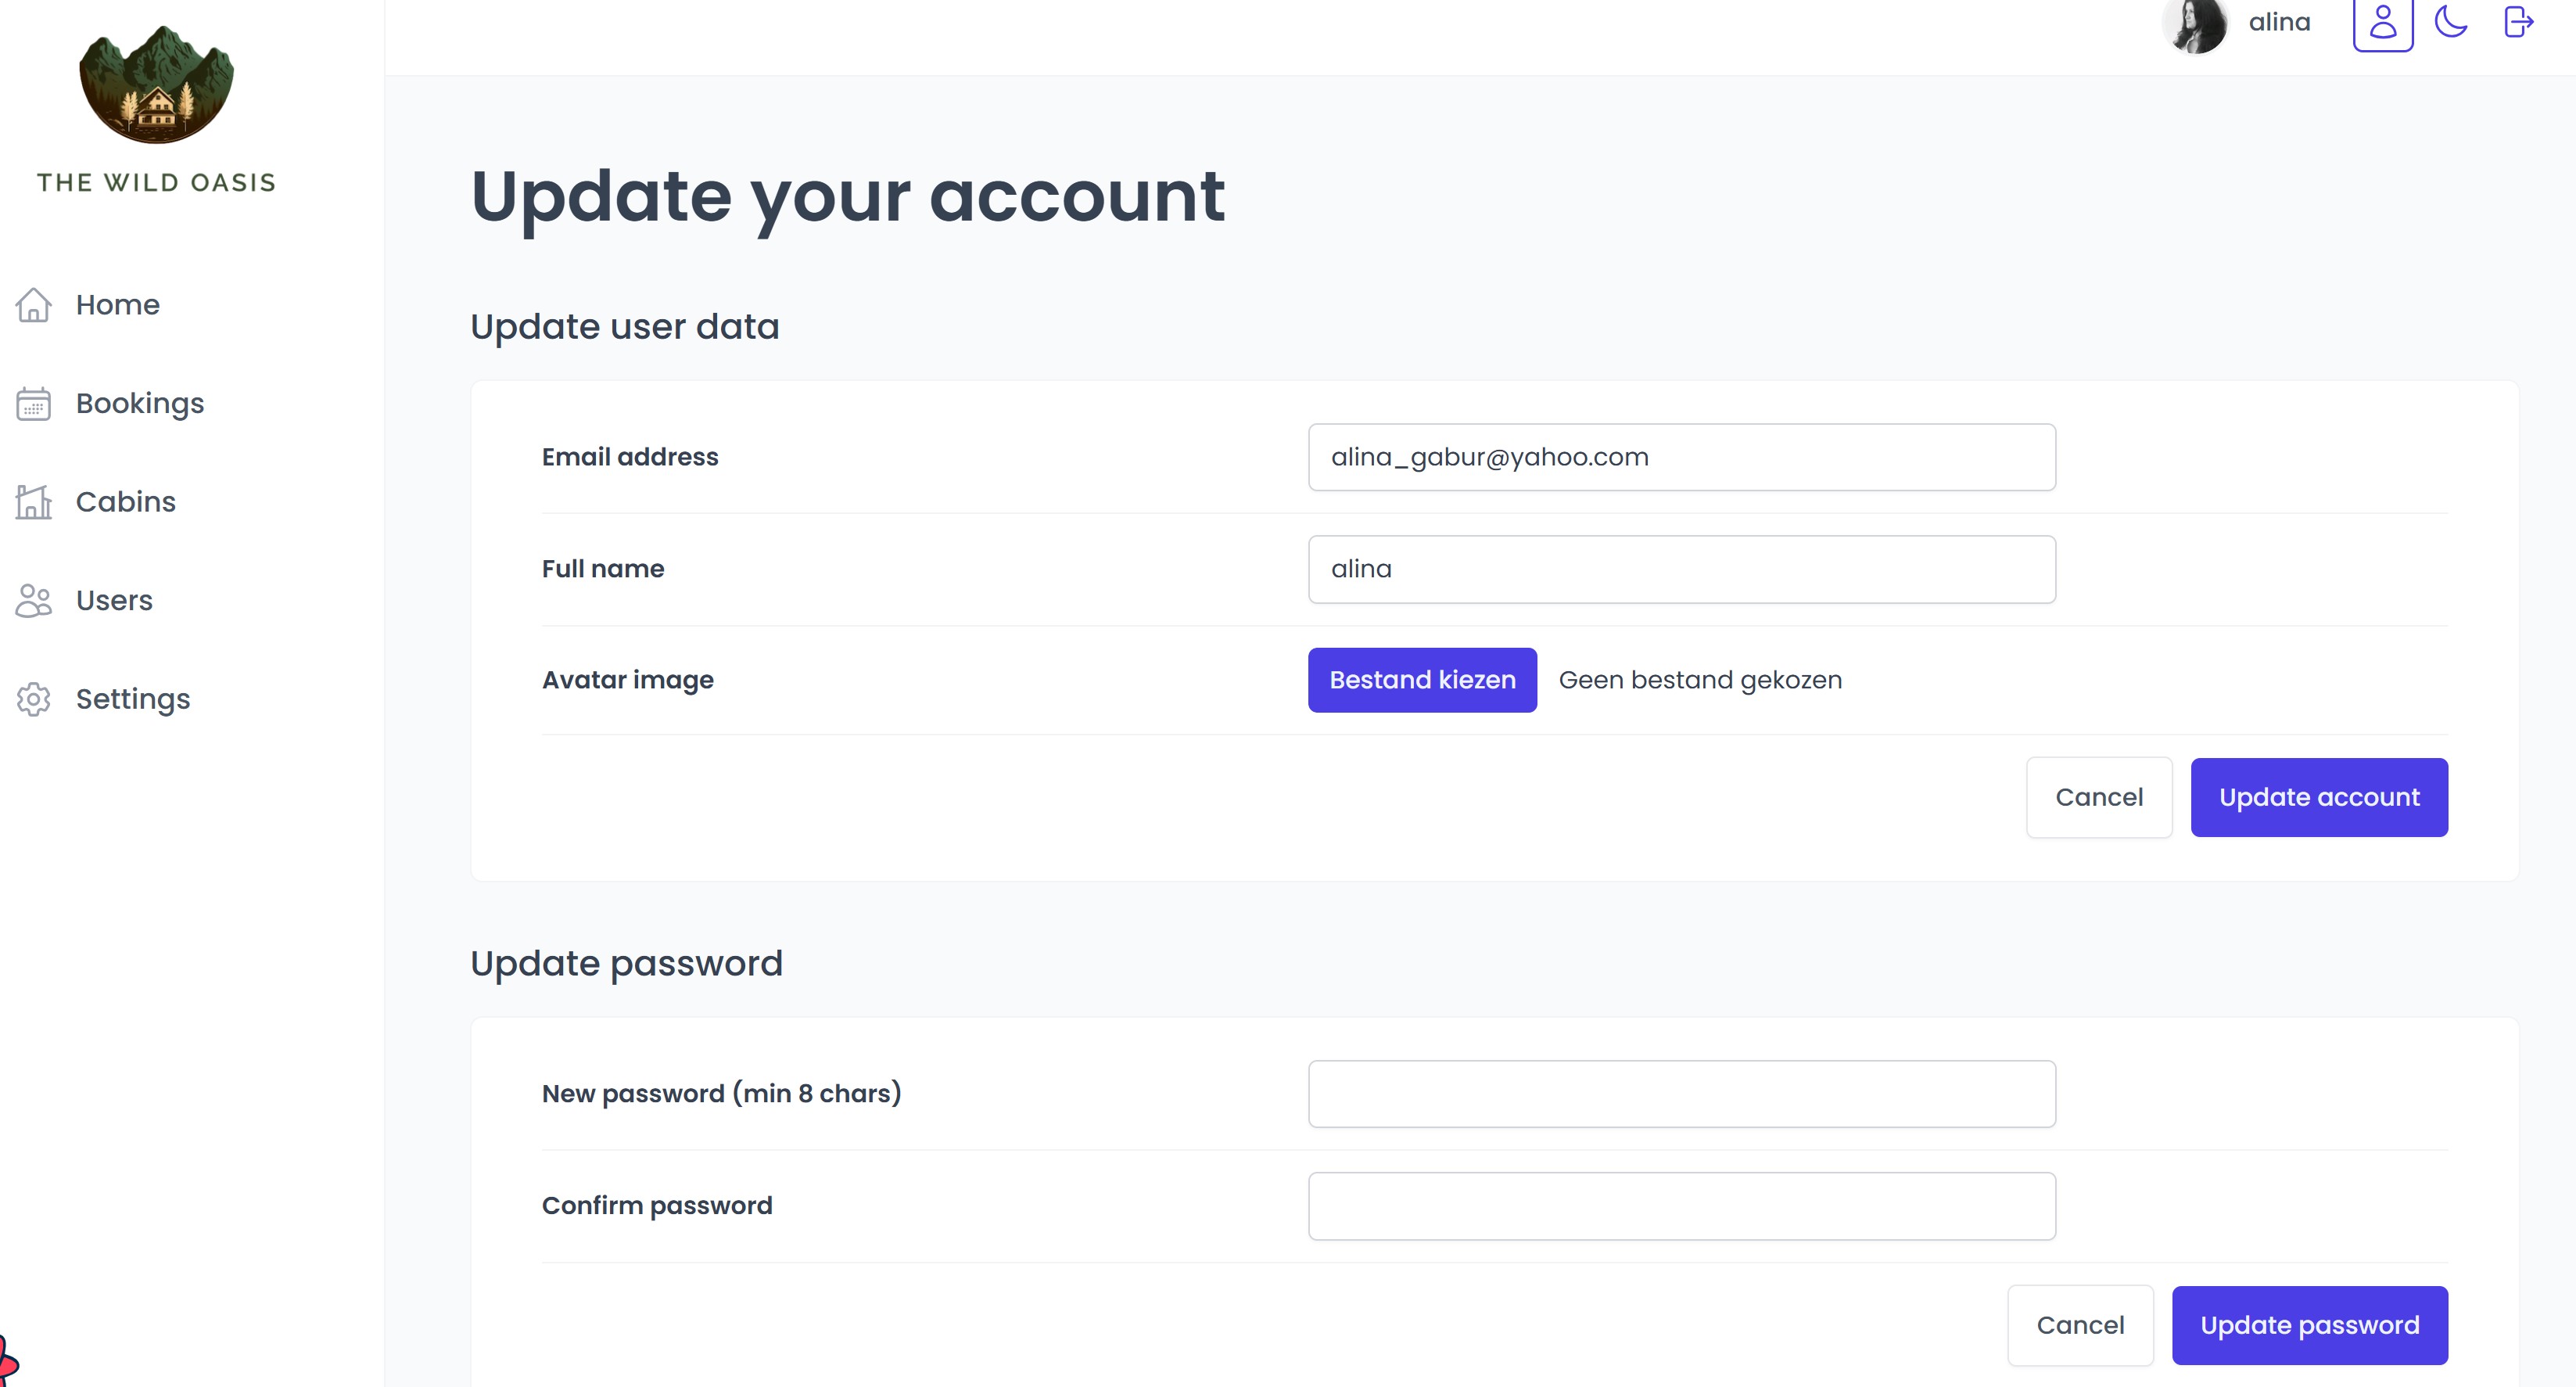 THE WILD OASIS
Home
Bookings
Cabins
Users
Settings
alina
Update your account
Update user data
Email address
alina_gabur@yahoo.com
Full name
alina
Avatar image
Bestand kiezen Geen bestand gekozen
Cancel Update account
Update password
New password (min 8 chars)
Confirm password
Cancel Update password